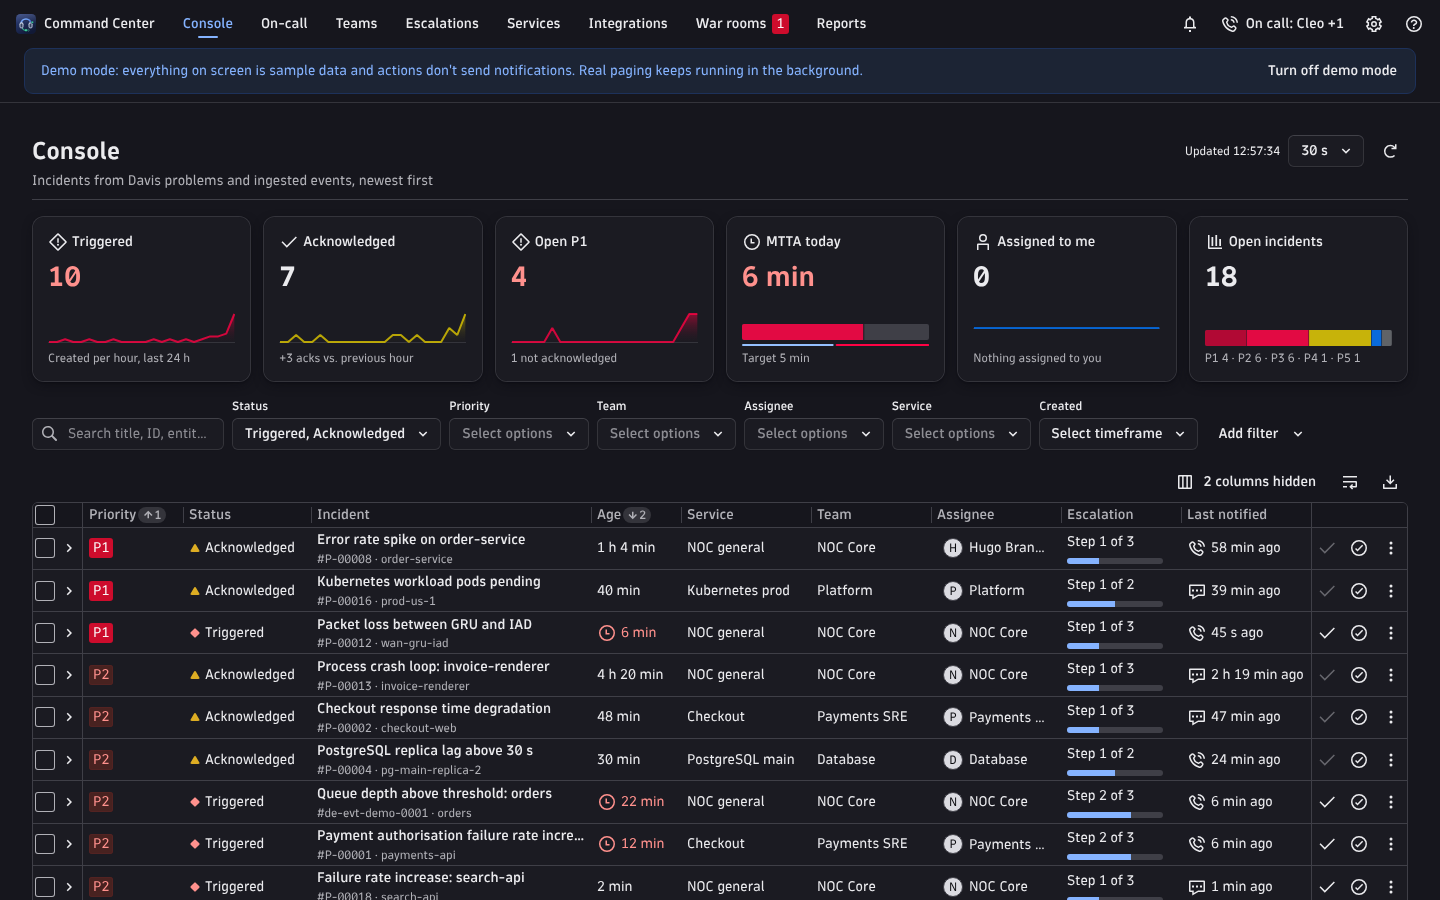 Command Center Console On-call Teams Escalations Services Integrations War rooms 1 Reports On call: Cleo +1
Demo mode: everything on screen is sample data and actions don't send notifications. Real paging keeps running in the background. Turn off demo mode
Console
Updated 12:57:34 30 s
Incidents from Davis problems and ingested events, newest first
Triggered
10
Created per hour, last 24 h
Acknowledged
7
+3 acks vs. previous hour
Open P1
4
1 not acknowledged
MTTA today
6 min
Target 5 min
Assigned to me
0
Nothing assigned to you
Open incidents
18
P1 4 · P2 6 · P3 6 · P4 1 · P5 1
Search title, ID, entit...
Status
Triggered, Acknowledged
Priority
Select options
Team
Select options
Assignee
Select options
Service
Select options
Created
Select timeframe
Add filter
2 columns hidden
Priority 1 Status Incident Age 2 Service Team Assignee Escalation Last notified
P1 Acknowledged Error rate spike on order-service 1 h 4 min NOC general NOC Core H Hugo Bran... Step 1 of 3 58 min ago
#P-00008 · order-service
P1 Acknowledged Kubernetes workload pods pending 40 min Kubernetes prod Platform P Platform Step 1 of 2 39 min ago
#P-00016 · prod-us-1
P1 Triggered Packet loss between GRU and IAD 6 min NOC general NOC Core N NOC Core Step 1 of 3 45 s ago
#P-00012 · wan-gru-iad
P2 Acknowledged Process crash loop: invoice-renderer 4 h 20 min NOC general NOC Core N NOC Core Step 1 of 3 2 h 19 min ago
#P-00013 · invoice-renderer
P2 Acknowledged Checkout response time degradation 48 min Checkout Payments SRE P Payments ... Step 1 of 3 47 min ago
#P-00002 · checkout-web
P2 Acknowledged PostgreSQL replica lag above 30 s 30 min PostgreSQL main Database D Database Step 1 of 2 24 min ago
#P-00004 · pg-main-replica-2
P2 Triggered Queue depth above threshold: orders 22 min NOC general NOC Core N NOC Core Step 2 of 3 6 min ago
#de-evt-demo-0001 · orders
P2 Triggered Payment authorisation failure rate incre... 12 min Checkout Payments SRE P Payments ... Step 2 of 3 6 min ago
#P-00001 · payments-api
P2 Triggered Failure rate increase: search-api 2 min NOC general NOC Core N NOC Core Step 1 of 3 1 min ago
#P-00018 · search-api